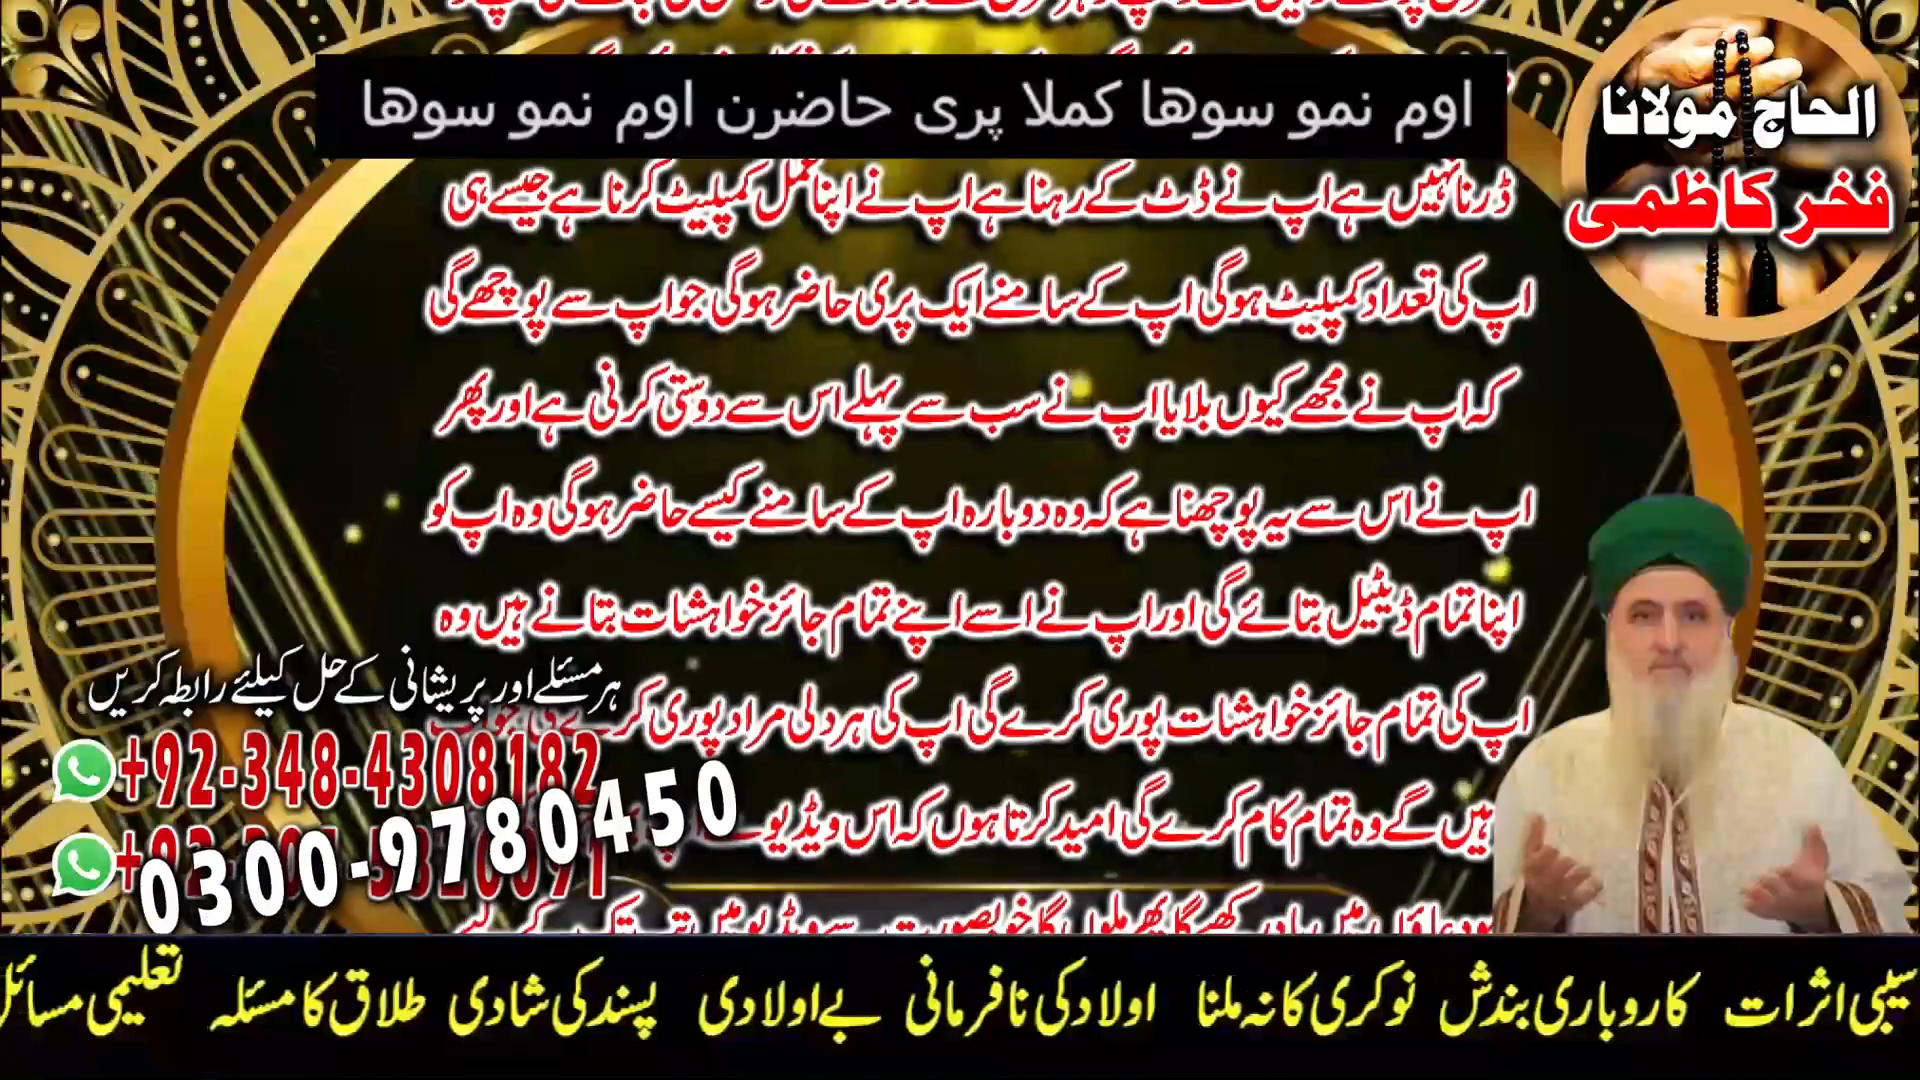 اوم نمو سوھا کملا پری حاضرن اوم نمو سوھا
الحاج مولانا
فخر کاظمی
ڈرنا نہیں ہے اپ نے ڈٹ کے رہنا ہے اپ نے اپنا عمل کمپلیٹ کرنا ہے جیسے ہی
اپ کی تعداد کمپلیٹ ہوگی اپ کے سامنے ایک پری حاضر ہوگی جو اپ سے پوچھے گی
کہ اپ نے مجھے کیوں بلایا اپ نے سب سے پہلے اس سے دوستی کرنی ہے اور پھر
اپ نے اس سے یہ پوچھنا ہے کہ وہ دوبارہ اپ کے سامنے کیسے حاضر ہوگی وہ اپ کو
اپنا تمام ڈیٹیل بتائے گی اور اپ نے اسے اپنے تمام جائز خواہشات بتانے ہیں وہ
اپ کی تمام جائز خواہشات پوری کرے گی اپ کی ہر دلی مراد پوری کرے گی
ہیں گے وہ تمام کام کرے گی امید کرتا ہوں کہ اس ویڈیو
ہر مسئلے اور پریشانی کے حل کیلئے رابطہ کریں
+92-348-4308182
0300-9780450
سیبی اثرات کاروباری بندش نوکری کا نہ ملنا اولاد کی نافرمانی بے اولادی پسند کی شادی طلاق کا مسئلہ تعلیمی مسائل